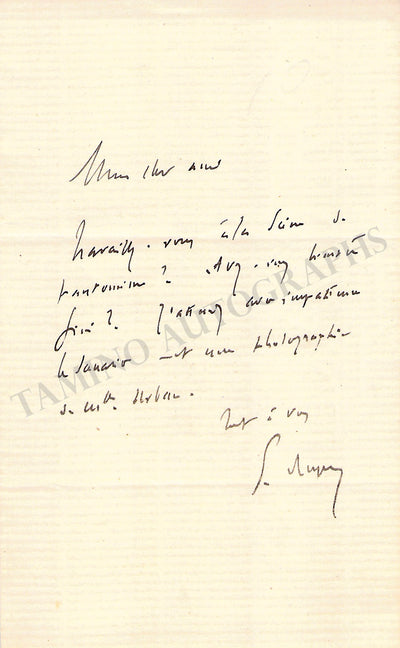 Mon cher ami
Travaillez-vous à la Scène de
pantomime ? Avez-vous bientôt
fini ? J'attends avec impatience
le Scénario et une photographie
de Mlle
Tout à vous
TAMINO AUTOGRAPHS